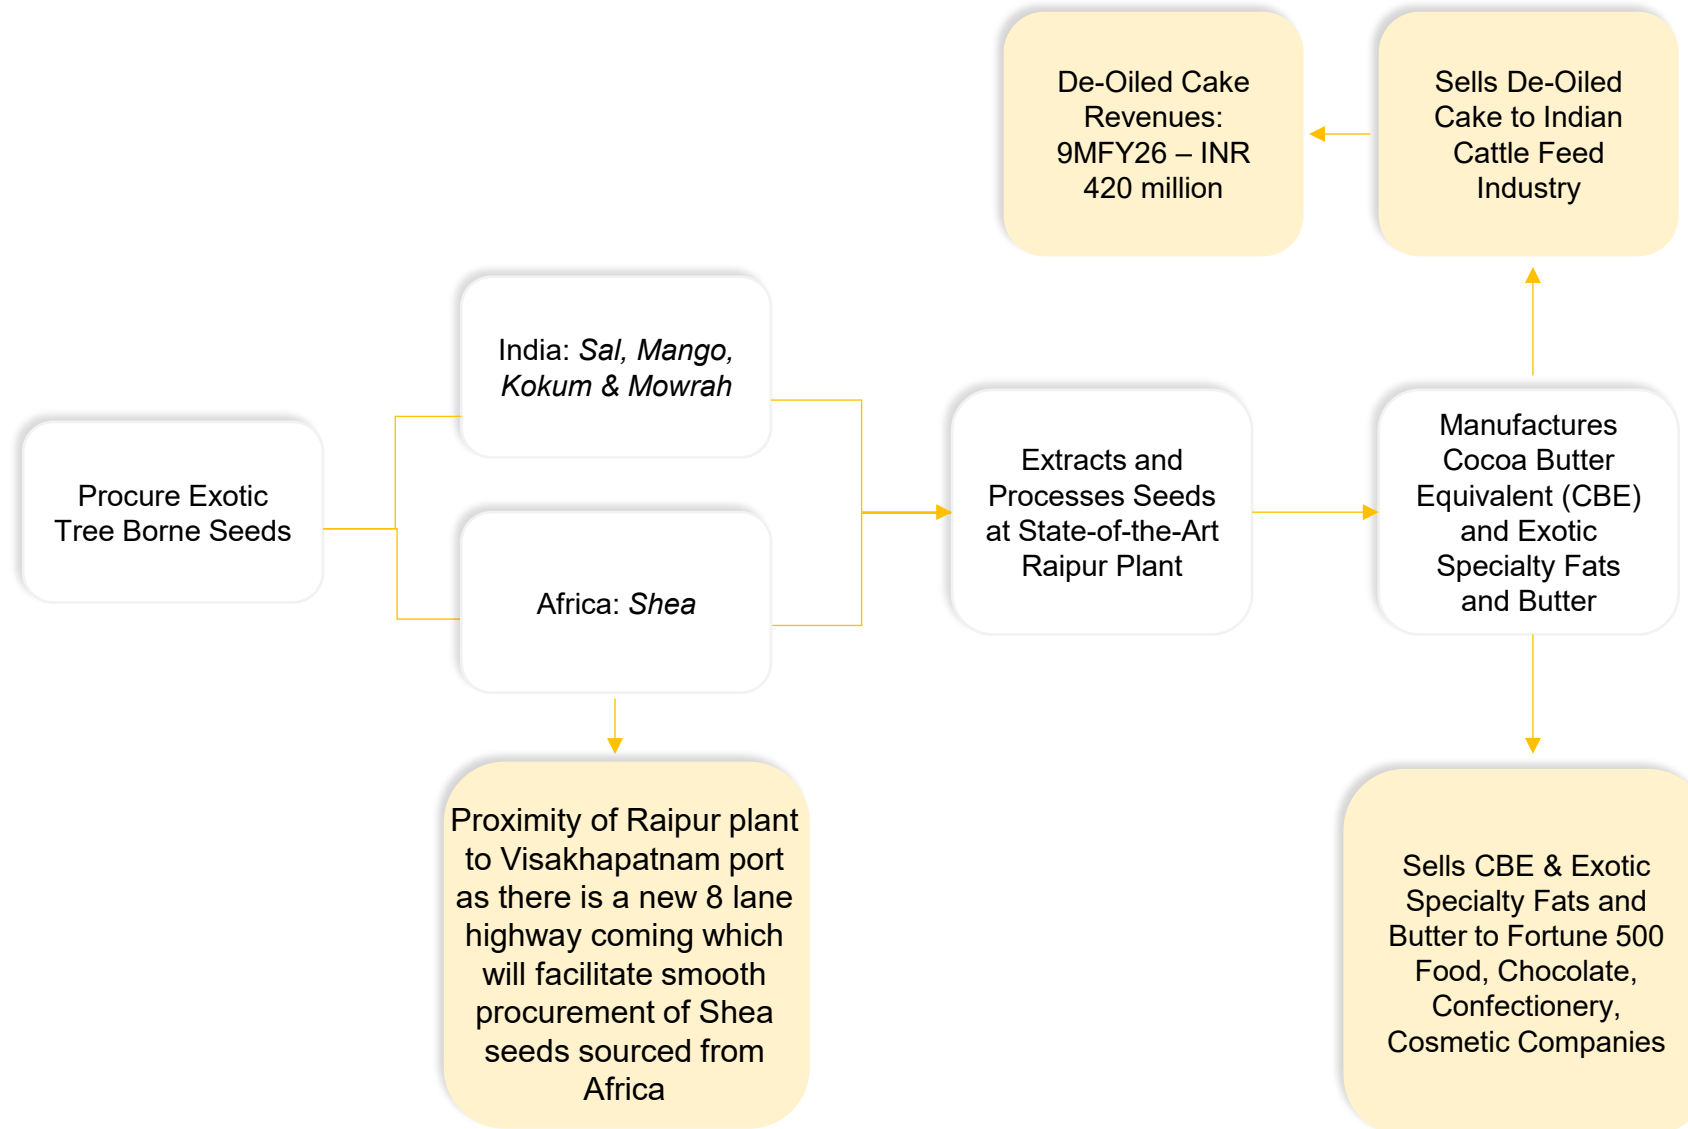 De-Oiled Cake
Revenues:
9MFY26 – INR
420 million
Sells De-Oiled
Cake to Indian
Cattle Feed
Industry
India: Sal, Mango,
Kokum & Mowrah
Procure Exotic
Tree Borne Seeds
Africa: Shea
Extracts and
Processes Seeds
at State-of-the-Art
Raipur Plant
Manufactures
Cocoa Butter
Equivalent (CBE)
and Exotic
Specialty Fats
and Butter
Proximity of Raipur plant
to Visakhapatnam port
as there is a new 8 lane
highway coming which
will facilitate smooth
procurement of Shea
seeds sourced from
Africa
Sells CBE & Exotic
Specialty Fats and
Butter to Fortune 500
Food, Chocolate,
Confectionery,
Cosmetic Companies